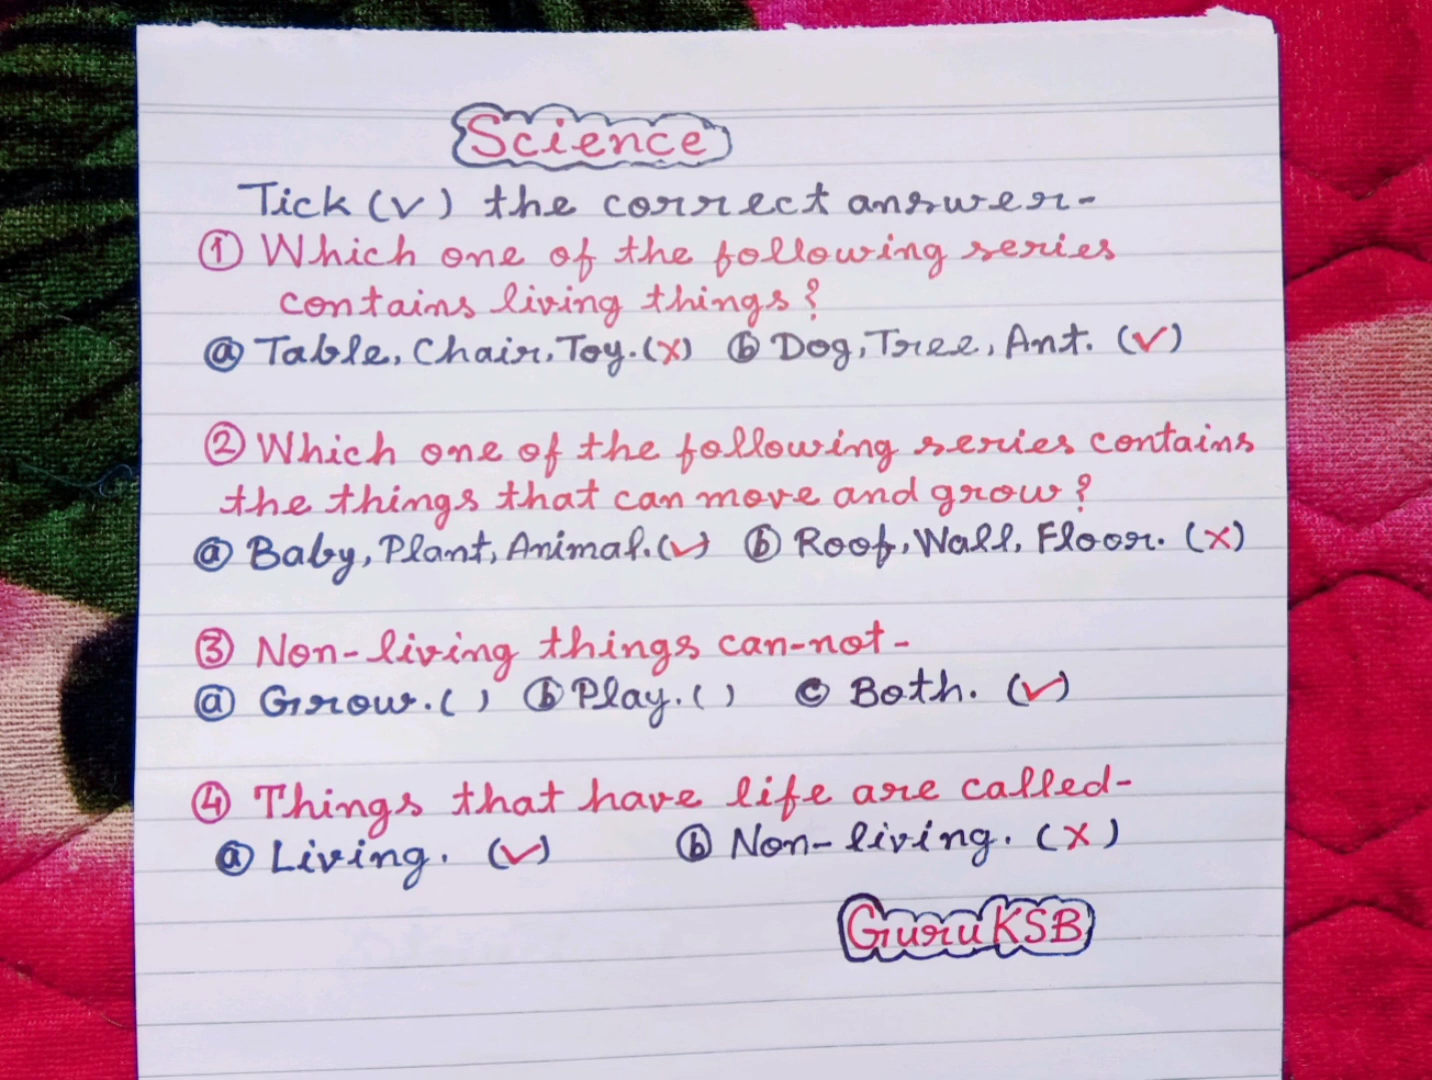 Science
Tick (✓) the correct answer-
① Which one of the following series
contains living things?
ⓐ Table, Chair, Toy. (✗) ⓑ Dog, Tree, Ant. (✓)
② Which one of the following series contains
the things that can move and grow?
ⓐ Baby, Plant, Animal. (✓) ⓑ Roof, Wall, Floor. (✗)
③ Non-living things can-not-
ⓐ Grow. ( ) ⓑ Play. ( ) ⓒ Both. (✓)
④ Things that have life are called-
ⓐ Living. (✓) ⓑ Non-living. (✗)
Guru KSB